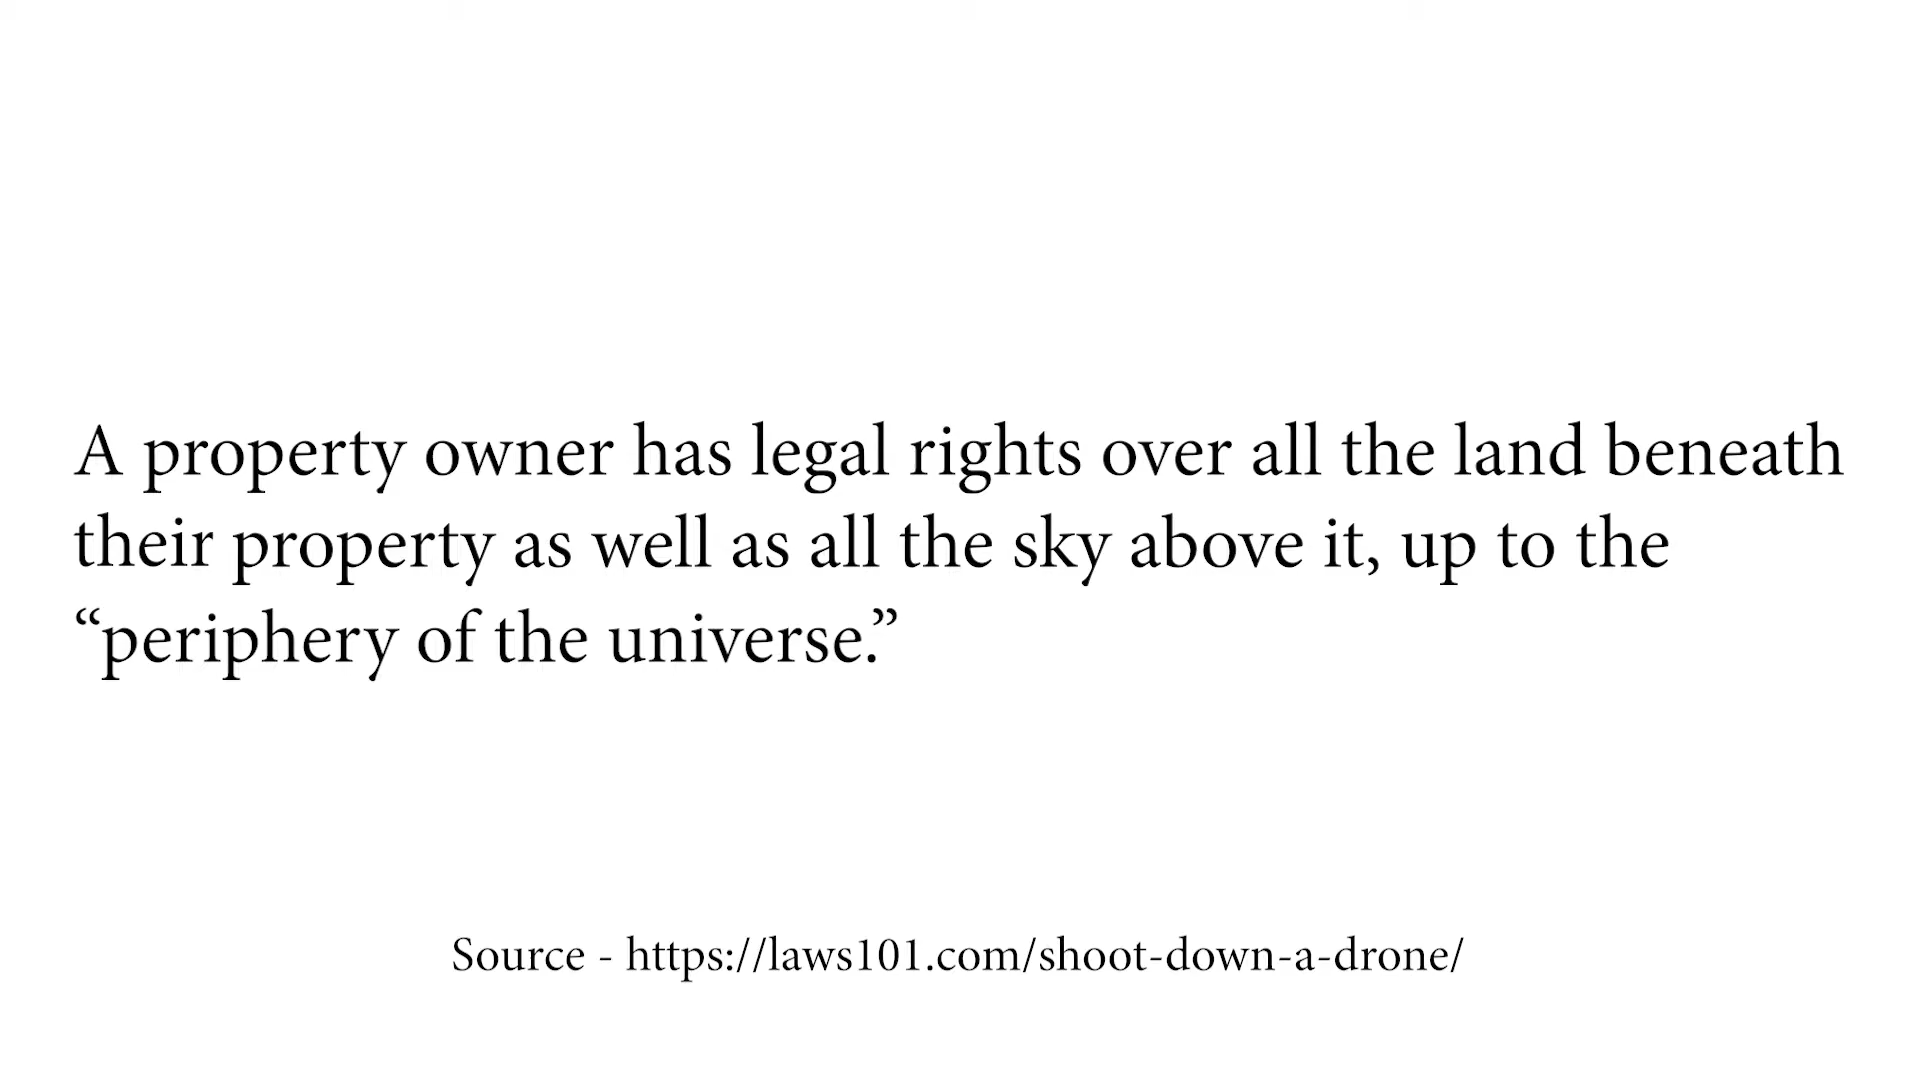 A property owner has legal rights over all the land beneath
their property as well as all the sky above it, up to the
“periphery of the universe.”
Source - https://laws101.com/shoot-down-a-drone/